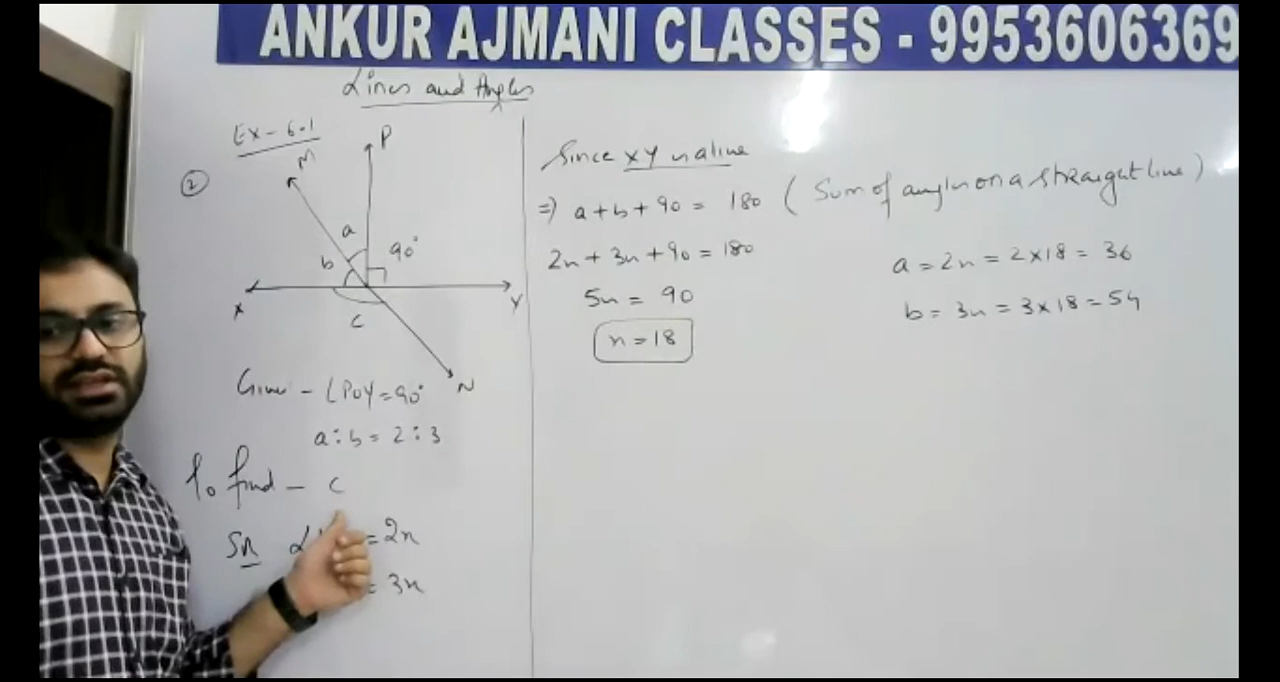 ANKUR AJMANI CLASSES - 9953606369
Lines and Angles
Ex - 6.1
2
M
P
a
90°
b
X
Y
c
N
Given - ∠POY = 90°
a : b = 2 : 3
To find - c
= 2x
= 3x
Since XY is a line
⇒ a + b + 90 = 180 ( Sum of angles on a straight line )
2x + 3x + 90 = 180
5x = 90
x = 18
a = 2x = 2 × 18 = 36
b = 3x = 3 × 18 = 54